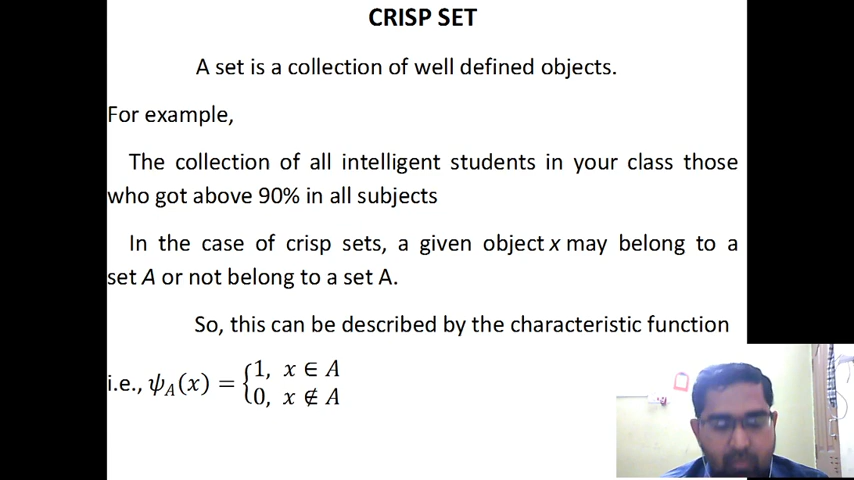 CRISP SET
A set is a collection of well defined objects.
For example,
The collection of all intelligent students in your class those
who got above 90% in all subjects
In the case of crisp sets, a given object x may belong to a
set A or not belong to a set A.
So, this can be described by the characteristic function
i.e., ψ_A(x) = {1, x ∈ A
0, x ∉ A